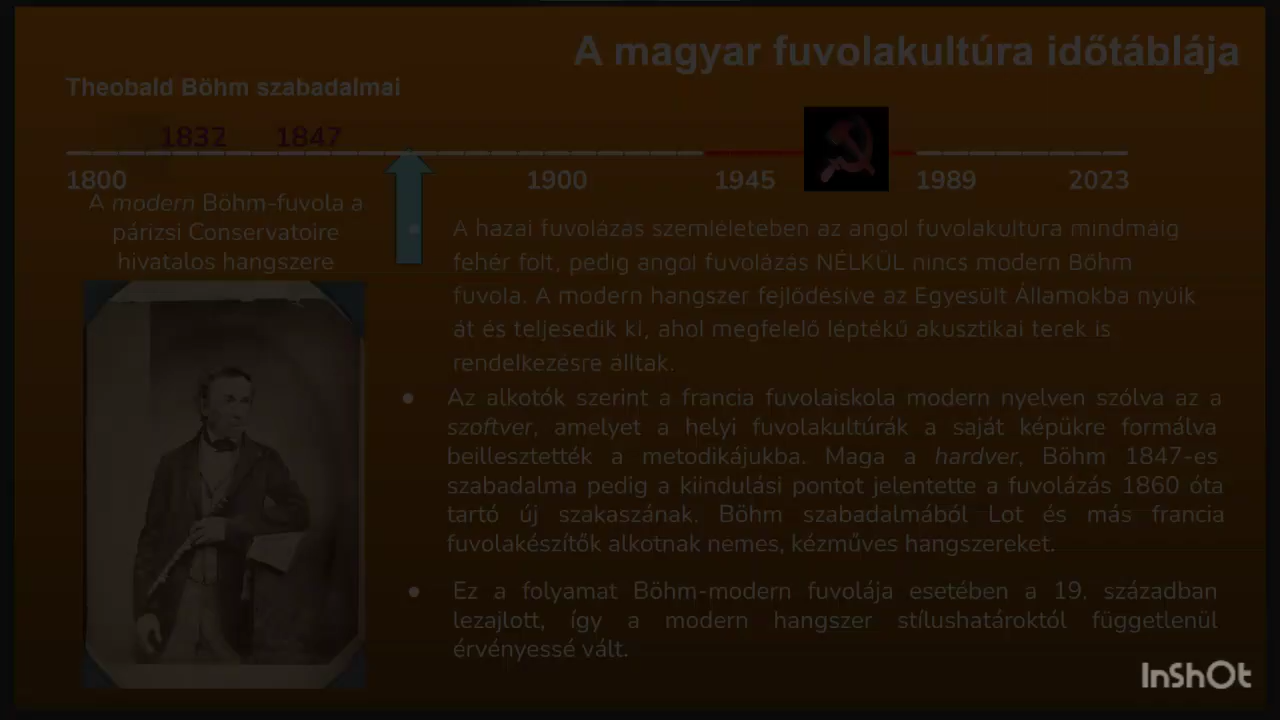 A magyar fuvolakultúra időtáblája
Theobald Böhm szabadalmai
1832 1847
1800 1900 1945 1989 2023
A modern Böhm-fuvola a
párizsi Conservatoire
hivatalos hangszere
A hazai fuvolázás szemléletében az angol fuvolakultúra mindmáig
fehér folt, pedig angol fuvolázás NÉLKÜL nincs modern Böhm
fuvola. A modern hangszer fejlődésíve az Egyesült Államokba nyúlik
át és teljesedik ki, ahol megfelelő léptékű akusztikai terek is
rendelkezésre álltak.
● Az alkotók szerint a francia fuvolaiskola modern nyelven szólva az a
szoftver, amelyet a helyi fuvolakultúrák a saját képükre formálva
beillesztették a metodikájukba. Maga a hardver, Böhm 1847-es
szabadalma pedig a kiindulási pontot jelentette a fuvolázás 1860 óta
tartó új szakaszának. Böhm szabadalmából Lot és más francia
fuvolakészítők alkotnak nemes, kézműves hangszereket.
● Ez a folyamat Böhm-modern fuvolája esetében a 19. században
lezajlott, így a modern hangszer stílushatároktól függetlenül
érvényessé vált.
InShOt